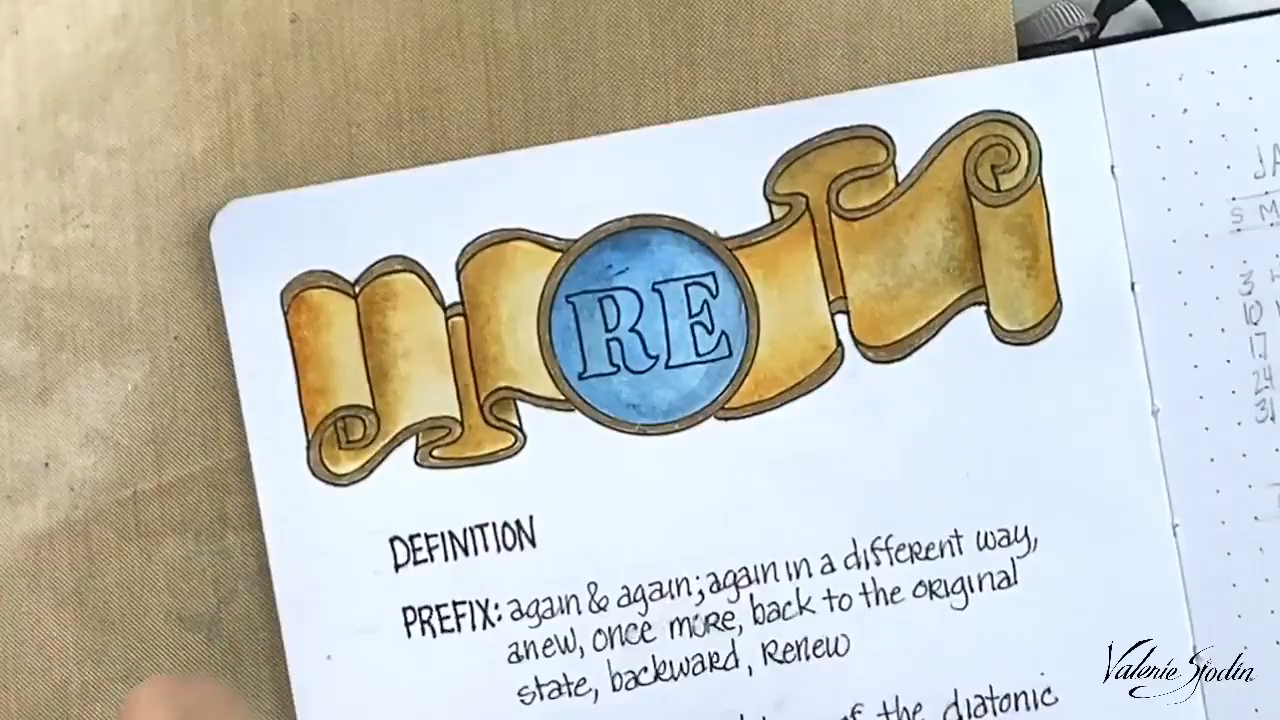 RE
DEFINITION
PREFIX: again & again; again in a different way,
anew, once more, back to the original
state, backward, renew
of the diatonic
JA
S M
3
10
17
24
31
Valerie Sjodin